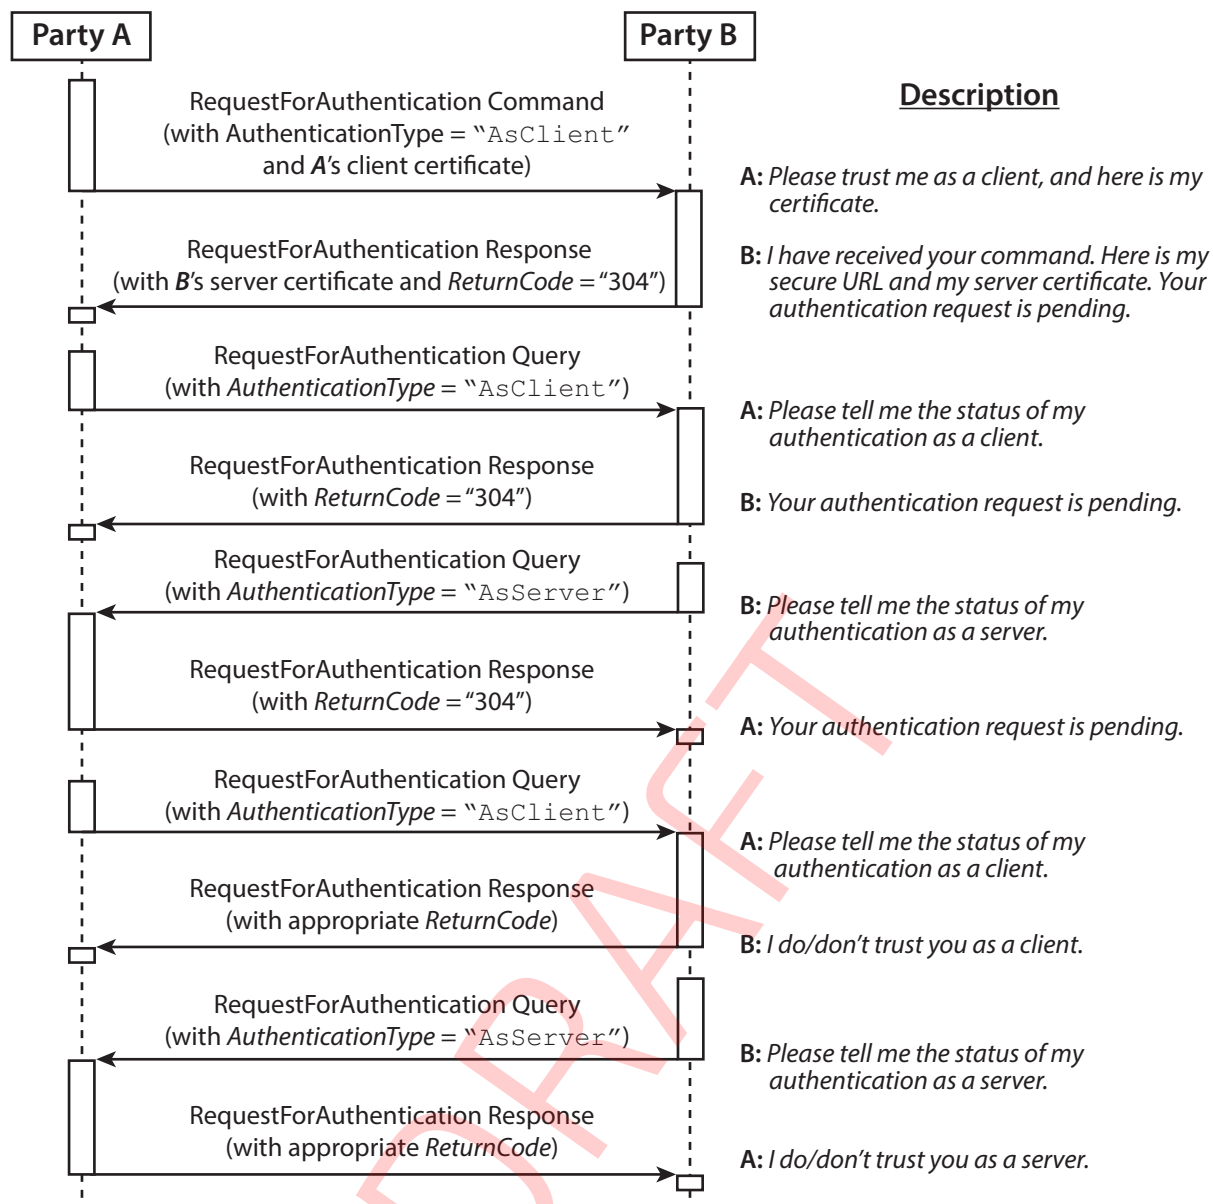 Party A
Party B
Description
RequestForAuthentication Command
(with AuthenticationType = “AsClient”
and A’s client certificate)
A: Please trust me as a client, and here is my
certificate.
RequestForAuthentication Response
(with B’s server certificate and ReturnCode = “304”)
B: I have received your command. Here is my
secure URL and my server certificate. Your
authentication request is pending.
RequestForAuthentication Query
(with AuthenticationType = “AsClient”)
A: Please tell me the status of my
authentication as a client.
RequestForAuthentication Response
(with ReturnCode = “304”)
B: Your authentication request is pending.
RequestForAuthentication Query
(with AuthenticationType = “AsServer”)
B: Please tell me the status of my
authentication as a server.
RequestForAuthentication Response
(with ReturnCode = “304”)
A: Your authentication request is pending.
RequestForAuthentication Query
(with AuthenticationType = “AsClient”)
A: Please tell me the status of my
authentication as a client.
RequestForAuthentication Response
(with appropriate ReturnCode)
B: I do/don’t trust you as a client.
RequestForAuthentication Query
(with AuthenticationType = “AsServer”)
B: Please tell me the status of my
authentication as a server.
RequestForAuthentication Response
(with appropriate ReturnCode)
A: I do/don’t trust you as a server.
DRAFT